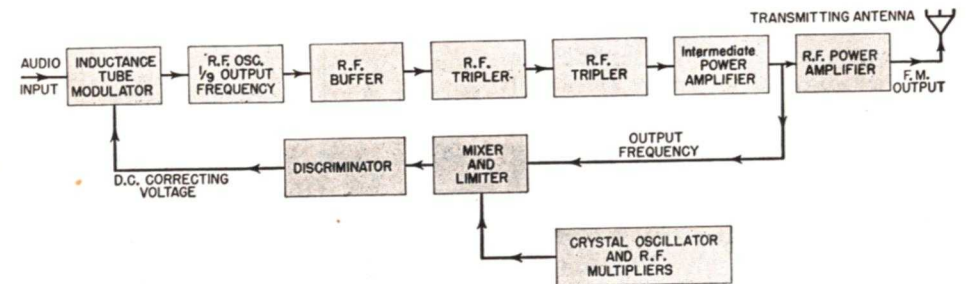 TRANSMITTING ANTENNA
AUDIO
INPUT
INDUCTANCE
TUBE
MODULATOR
R.F. OSC.
1/9 OUTPUT
FREQUENCY
R.F.
BUFFER
R.F.
TRIPLER
R.F.
TRIPLER
Intermediate
POWER
AMPLIFIER
R.F. POWER
AMPLIFIER
F.M.
OUTPUT
OUTPUT
FREQUENCY
MIXER
AND
LIMITER
DISCRIMINATOR
D.C. CORRECTING
VOLTAGE
CRYSTAL OSCILLATOR
AND R.F.
MULTIPLIERS